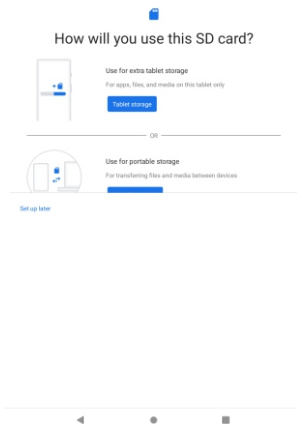 How will you use this SD card?
Use for extra tablet storage
For apps, files, and media on this tablet only
Tablet storage
OR
Use for portable storage
For transferring files and media between devices
Set up later